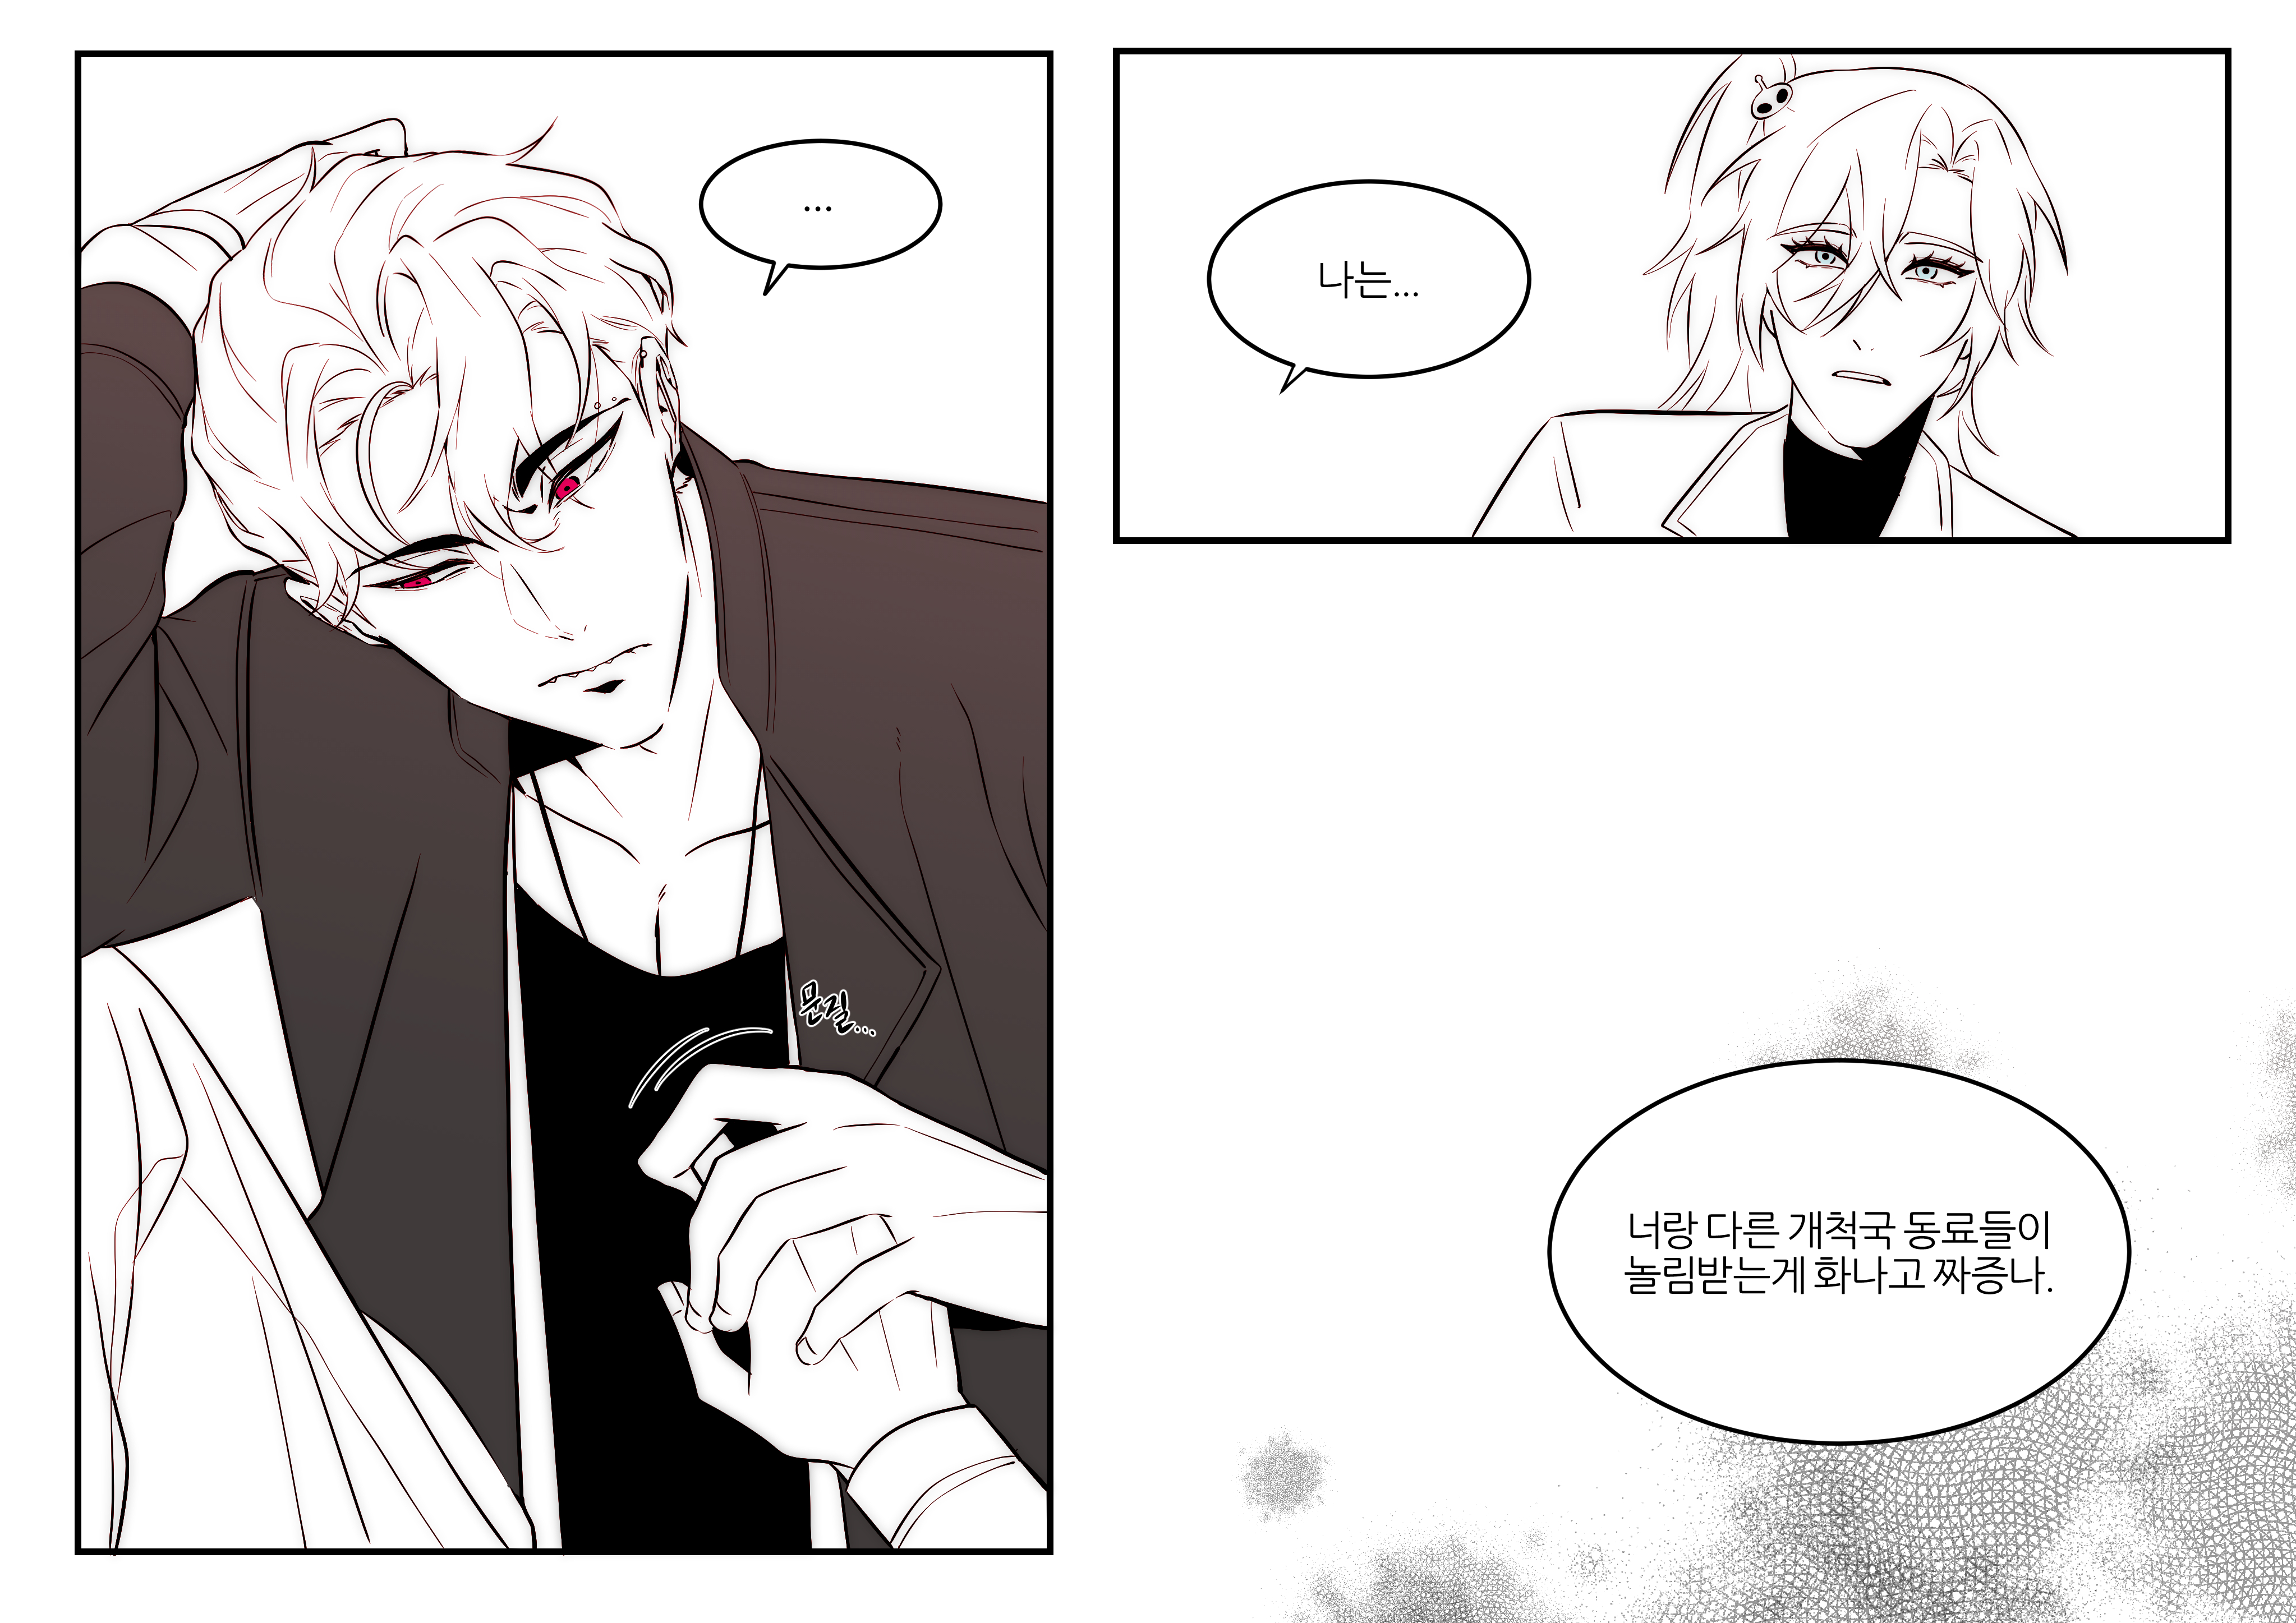 ...
문질...
나는...
너랑 다른 개척국 동료들이
놀림받는게 화나고 짜증나.